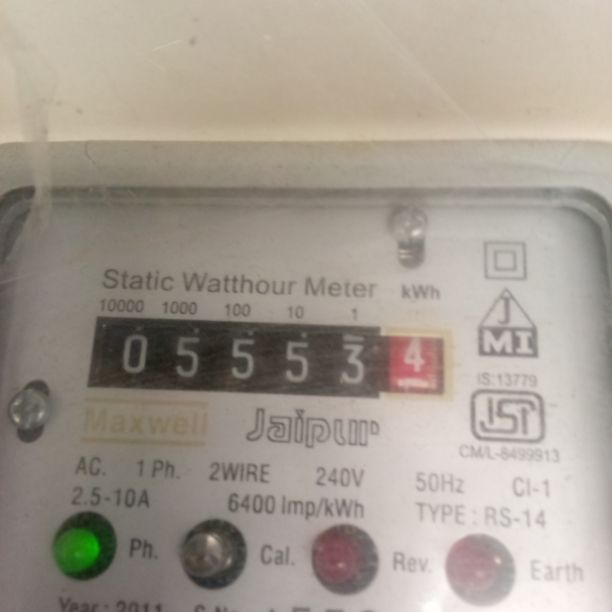 Static Watthour Meter kWh
10000 1000 100 10 1
0 5 5 5 3 4
J
MI
IS:13779
ISI
CM/L-8499913
Maxwell Jaipur
AC. 1 Ph. 2WIRE 240V 50Hz Cl-1
2.5-10A 6400 Imp/kWh TYPE : RS-14
Ph. Cal. Rev. Earth
Year : 2011